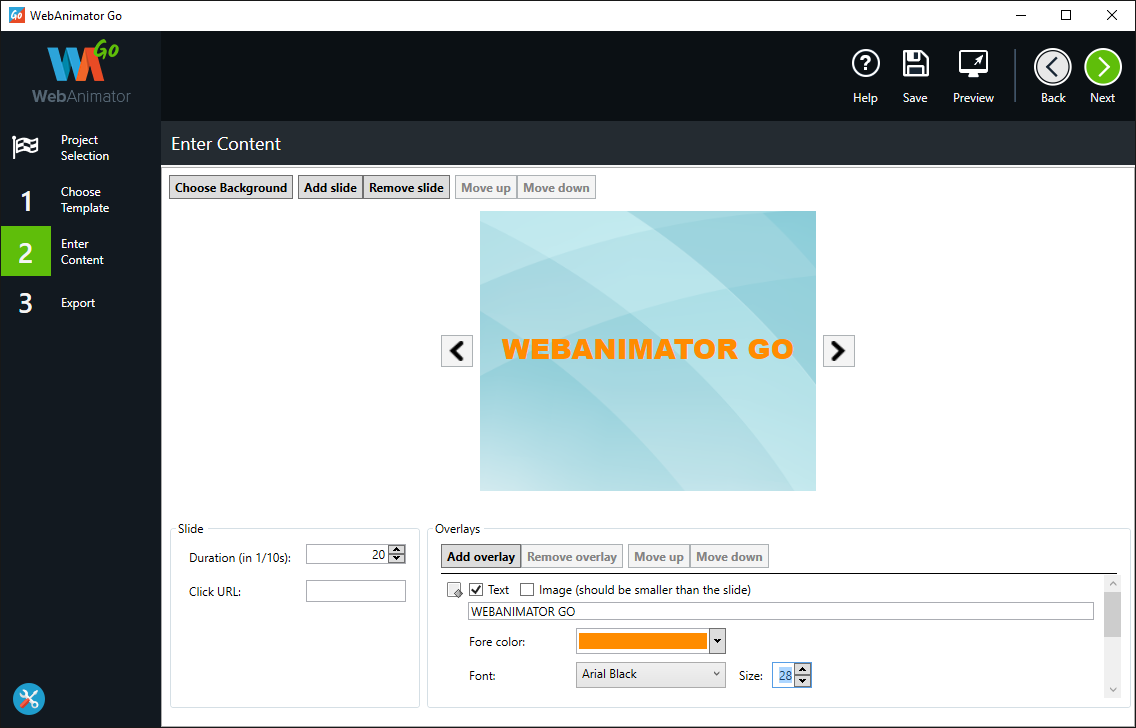 Go WebAnimator Go
Go
WebAnimator
Help Save Preview Back Next
Project
Selection
1 Choose
Template
2 Enter
Content
3 Export
Enter Content
Choose Background Add slide Remove slide Move up Move down
WEBANIMATOR GO
Slide
Duration (in 1/10s): 20
Click URL:
Overlays
Add overlay Remove overlay Move up Move down
Text Image (should be smaller than the slide)
WEBANIMATOR GO
Fore color:
Font: Arial Black Size: 28